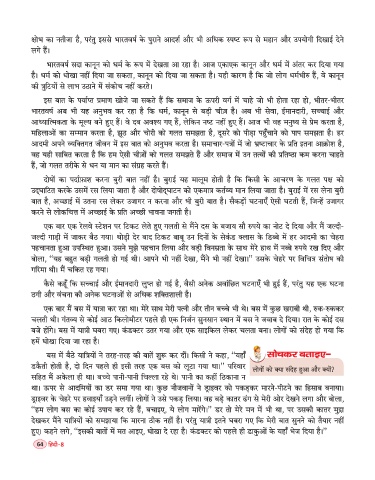 क्षोभ का नतीजा है, परंतु इससे भारतवर्ष के पुराने आदर्श और भी अधिक स्पष्ट रूप से महान और उपयोगी दिखाई देने
लगे हैं।
भारतवर्ष सदा कानून को धर्म के रूप में देखता आ रहा है। आज एकाएक कानून और धर्म में अंतर कर दिया गया
है। धर्म को धोखा नहीं दिया जा सकता, कानून को दिया जा सकता है। यही कारण है कि जो लोग धर्मभीरु हैं, वे कानून
की त्रुटियों से लाभ उठाने में संकोच नहीं करते।
इस बात के पर्याप्त प्रमाण खोजे जा सकते हैं कि समाज के ऊपरी वर्ग में चाहे जो भी होता रहा हो, भीतर-भीतर
भारतवर्ष अब भी यह अनुभव कर रहा है कि धर्म, कानून से बड़ी चीज़ है। अब भी सेवा, ईमानदारी, सच्चाई और
आध्यात्मिकता के मूल्य बने हुए हैं। वे दब अवश्य गए हैं, लेकिन नष्ट नहीं हुए हैं। आज भी वह मनुष्य से प्रेम करता है,
महिलाओं का सम्मान करता है, झूठ और चोरी को गलत समझता है, दूसरे को पीड़ा पहुँचाने को पाप समझता है। हर
आदमी अपने व्यक्तिगत जीवन में इस बात को अनुभव करता है। समाचार-पत्रों में जो भ्रष्टाचार के प्रति इतना आक्रोश है,
वह यही साबित करता है कि हम ऐसी चीज़ों को गलत समझते हैं और समाज में उन तत्वों की प्रतिष्ठा कम करना चाहते
हैं, जो गलत तरीके से धन या मान का संग्रह करते हैं।
दोषों का पर्दाफ़ाश करना बुरी बात नहीं है। बुराई यह मालूम होती है कि किसी के आचरण के गलत पक्ष को
उद्घाटित करके उसमें रस लिया जाता है और दोषोद्घाटन को एकमात्र कर्तव्य मान लिया जाता है। बुराई में रस लेना बुरी
बात है, अच्छाई में उतना रस लेकर उजागर न करना और भी बुरी बात है। सैकड़ों घटनाएँ ऐसी घटती हैं, जिन्हें उजागर
करने से लोकचित्त में अच्छाई के प्रति अच्छी भावना जगती है।
एक बार एक रेलवे स्टेशन पर टिकट लेते हुए गलती से मैंने दस के बजाय सौ रुपये का नोट दे दिया और मैं जल्दी-
जल्दी गाड़ी में जाकर बैठ गया। थोड़ी देर बाद टिकट बाबू उन दिनों के सेकंड क्लास के डिब्बे में हर आदमी का चेहरा
पहचानता हुआ उपस्थित हुआ। उसने मुझे पहचान लिया और बड़ी विनम्रता के साथ मेरे हाथ में नब्बे रुपये रख दिए और
बोला, “यह बहुत बड़ी गलती हो गई थी। आपने भी नहीं देखा, मैंने भी नहीं देखा।” उसके चेहरे पर विचित्र संतोष की
गरिमा थी। मैं चकित रह गया।
कैसे कहूँ कि सच्चाई और ईमानदारी लुप्त हो गई है, वैसी अनेक अवांछित घटनाएँ भी हुई हैं, परंतु यह एक घटना
ठगी और वंचना की अनेक घटनाओं से अधिक शक्तिशाली है।
एक बार मैं बस में यात्रा कर रहा था। मेरे साथ मेरी पत्नी और तीन बच्चे भी थे। बस में कुछ खराबी थी, रुक-रुककर
चलती थी। गंतव्य से कोई आठ किलोमीटर पहले ही एक निर्जन सुनसान स्थान में बस ने जवाब दे दिया। रात के कोई दस
बजे होंगे। बस में यात्री घबरा गए। कंडक्टर उतर गया और एक साइकिल लेकर चलता बना। लोगों को संदेह हो गया कि
हमें धोखा दिया जा रहा है।
बस में बैठे यात्रियों ने तरह-तरह की बातें शुरू कर दीं। किसी ने कहा, “यहाँ
डकैती होती है, दो दिन पहले ही इसी तरह एक बस को लूटा गया था।” परिवार
सहित मैं अकेला ही था। बच्चे पानी-पानी चिल्ला रहे थे। पानी का कहीं ठिकाना न
था। ऊपर से आदमियों का डर समा गया था। कुछ नौजवानों ने ड्राइवर को पकड़कर मारने-पीटने का हिसाब बनाया।
ड्राइवर के चेहरे पर हवाइयाँ उड़ने लगीं। लोगों ने उसे पकड़ लिया। वह बड़े कातर ढंग से मेरी ओर देखने लगा और बोला,
“हम लोग बस का कोई उपाय कर रहे हैं, बचाइए, ये लोग मारेंगे।” डर तो मेरे मन में भी था, पर उसकी कातर मुद्रा
देखकर मैंने यात्रियों को समझाया कि मारना ठीक नहीं है। परंतु यात्री इतने घबरा गए कि मेरी बात सुनने को तैयार नहीं
हुए। कहने लगे, “इसकी बातों में मत आइए, धोखा दे रहा है। कंडक्टर को पहले ही डाकुओं के यहाँ भेज दिया है।”
सोचकर बताइए-
लोगों को क्या संदेह हुआ और क्यों?
64 हिंदी-8